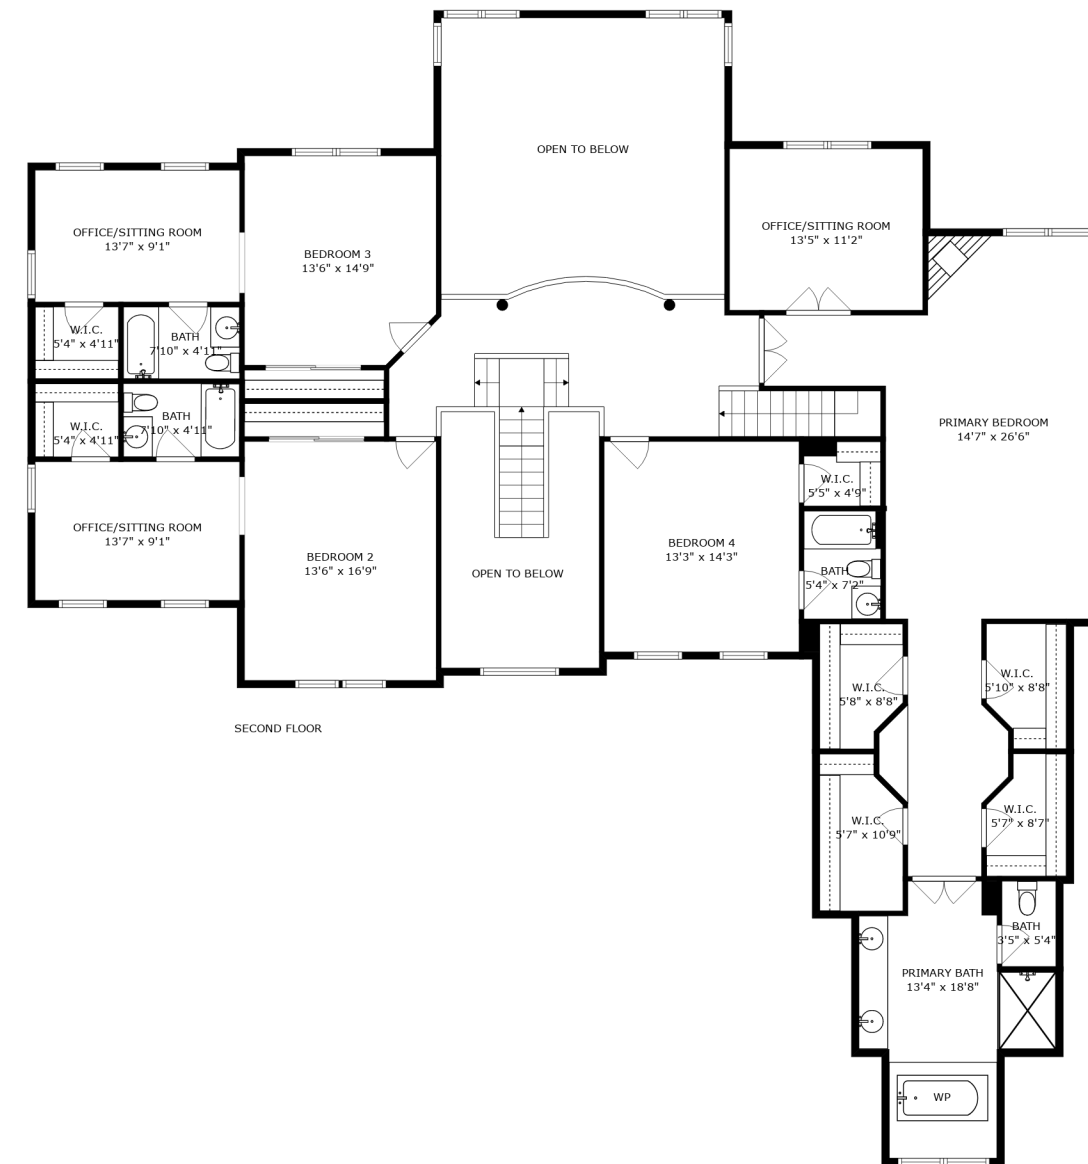 OPEN TO BELOW
OFFICE/SITTING ROOM
13'7" x 9'1"
BEDROOM 3
13'6" x 14'9"
OFFICE/SITTING ROOM
13'5" x 11'2"
W.I.C.
5'4" x 4'11"
BATH
7'10" x 4'11"
W.I.C.
5'4" x 4'11"
BATH
7'10" x 4'11"
PRIMARY BEDROOM
14'7" x 26'6"
OFFICE/SITTING ROOM
13'7" x 9'1"
BEDROOM 2
13'6" x 16'9"
OPEN TO BELOW
BEDROOM 4
13'3" x 14'3"
W.I.C.
5'5" x 4'9"
BATH
5'4" x 7'2"
SECOND FLOOR
W.I.C.
5'8" x 8'8"
W.I.C.
5'10" x 8'8"
W.I.C.
5'7" x 10'9"
W.I.C.
5'7" x 8'7"
BATH
3'5" x 5'4"
PRIMARY BATH
13'4" x 18'8"
WP